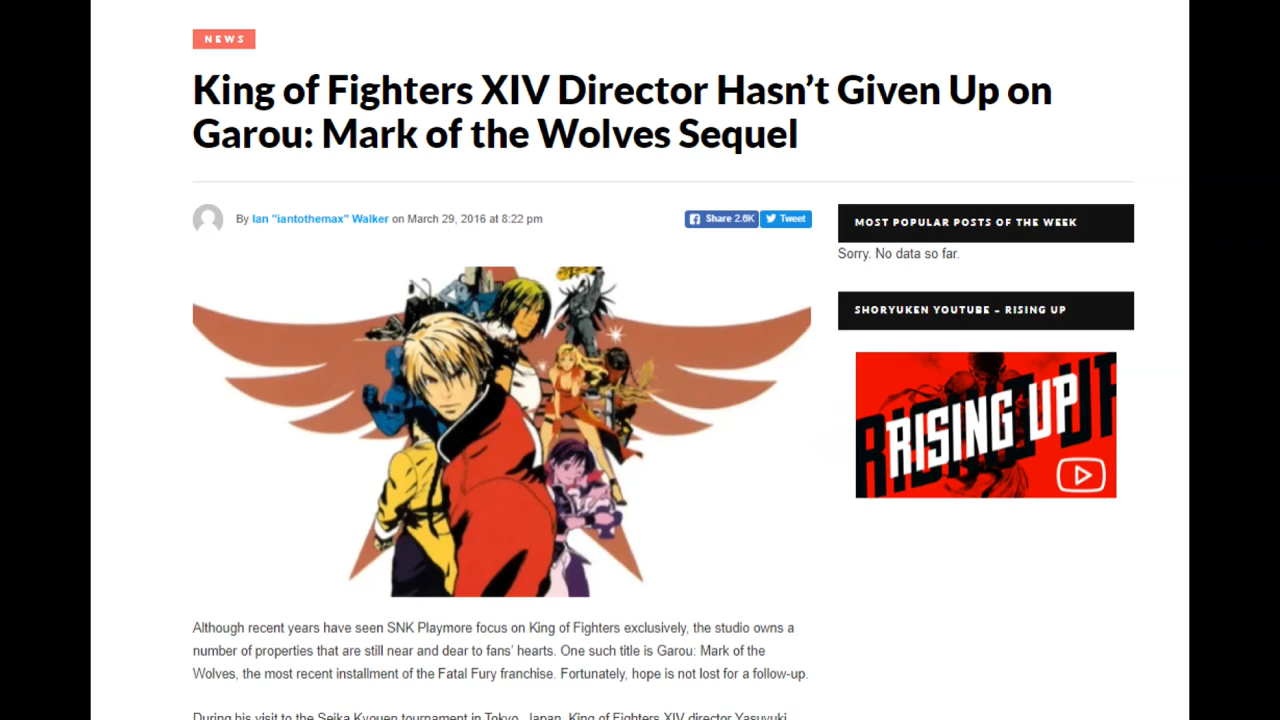 NEWS
King of Fighters XIV Director Hasn't Given Up on
Garou: Mark of the Wolves Sequel
By Ian "iantothemax" Walker on March 29, 2016 at 8:22 pm
Share 2.6K
Tweet
MOST POPULAR POSTS OF THE WEEK
Sorry. No data so far.
SHORYUKEN YOUTUBE – RISING UP
RISING UP
Although recent years have seen SNK Playmore focus on King of Fighters exclusively, the studio owns a
number of properties that are still near and dear to fans' hearts. One such title is Garou: Mark of the
Wolves, the most recent installment of the Fatal Fury franchise. Fortunately, hope is not lost for a follow-up.
During his visit to the Seika Kyouen tournament in Tokyo, Japan, King of Fighters XIV director Yasuyuki